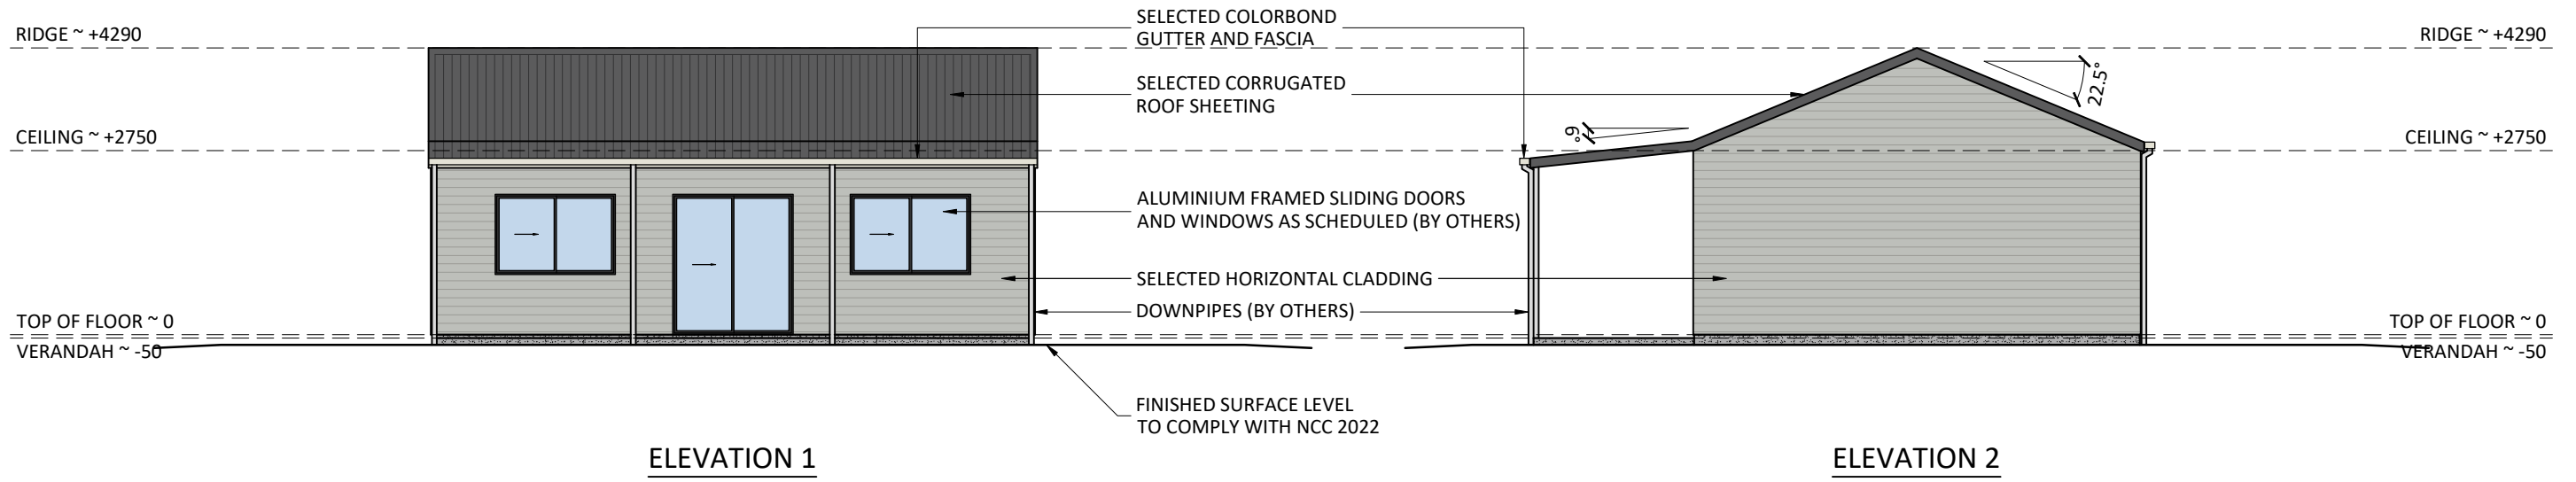 RIDGE ~ +4290
CEILING ~ +2750
TOP OF FLOOR ~ 0
VERANDAH ~ -50
SELECTED COLORBOND
GUTTER AND FASCIA
SELECTED CORRUGATED
ROOF SHEETING
ALUMINIUM FRAMED SLIDING DOORS
AND WINDOWS AS SCHEDULED (BY OTHERS)
SELECTED HORIZONTAL CLADDING
DOWNPIPES (BY OTHERS)
FINISHED SURFACE LEVEL
TO COMPLY WITH NCC 2022
ELEVATION 1
6°
22.5°
RIDGE ~ +4290
CEILING ~ +2750
TOP OF FLOOR ~ 0
VERANDAH ~ -50
ELEVATION 2